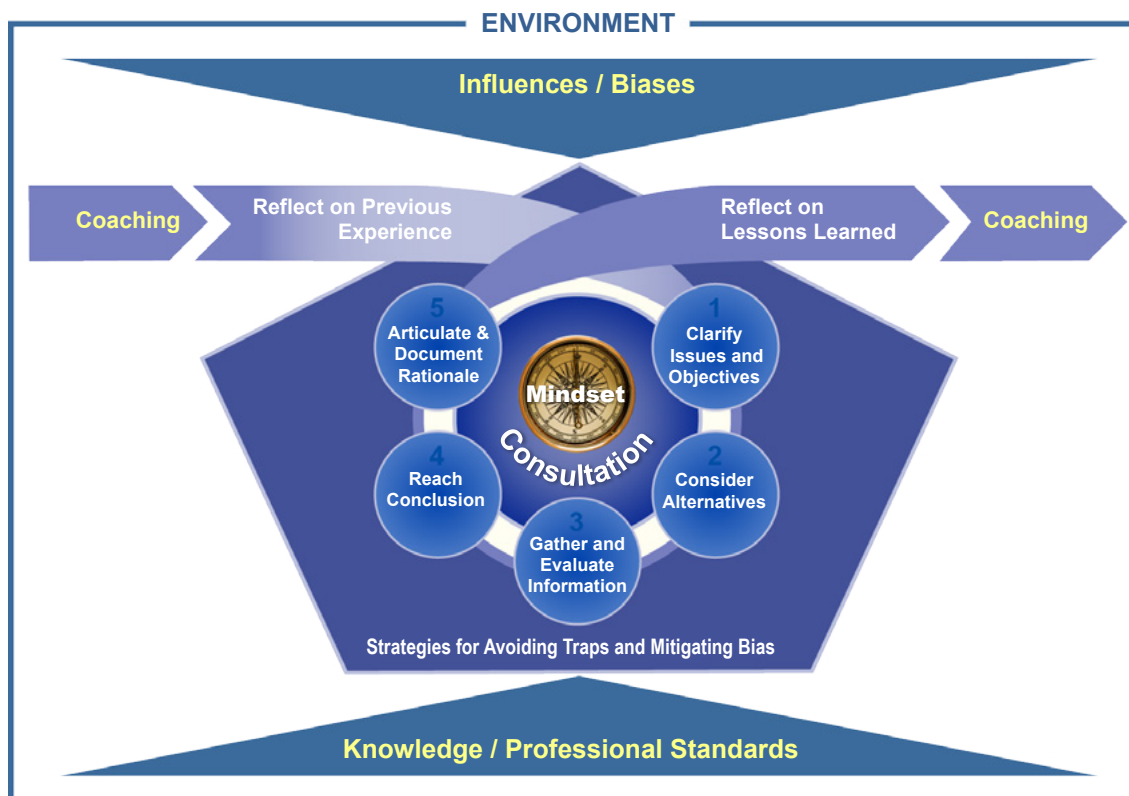 ENVIRONMENT
Influences / Biases
Coaching
Reflect on Previous
Experience
Reflect on
Lessons Learned
Coaching
5
Articulate &
Document
Rationale
1
Clarify
Issues and
Objectives
Mindset
Consultation
4
Reach
Conclusion
2
Consider
Alternatives
3
Gather and
Evaluate
Information
Strategies for Avoiding Traps and Mitigating Bias
Knowledge / Professional Standards